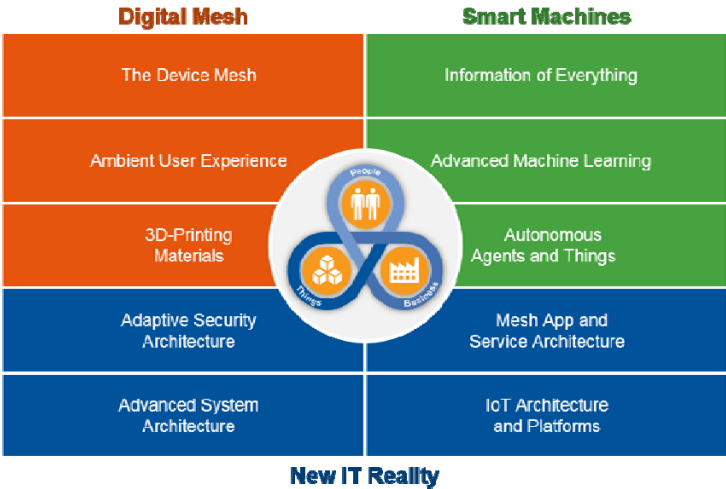 Digital Mesh
Smart Machines
The Device Mesh
Information of Everything
Ambient User Experience
Advanced Machine Learning
3D-Printing
Materials
Autonomous
Agents and Things
People
Things
Business
Adaptive Security
Architecture
Mesh App and
Service Architecture
Advanced System
Architecture
IoT Architecture
and Platforms
New IT Reality